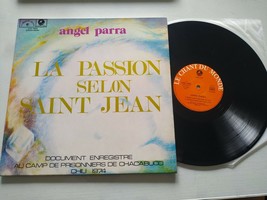 angel parra
LA PASSION
SELON
SAINT JEAN
DOCUMENT ENREGISTRE
AU CAMP DE PRISONNIERS DE CHACABUCO
CHILI 1974
LE CHANT DU MONDE